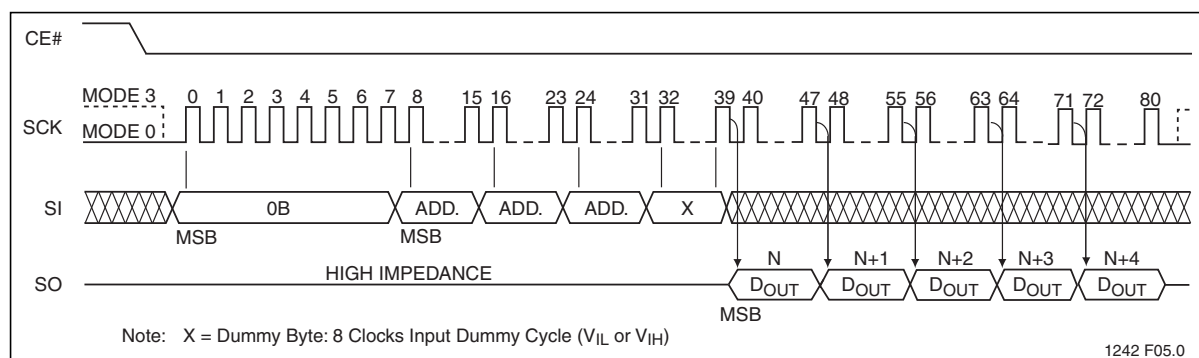 CE#
MODE 3
0 1 2 3 4 5 6 7 8 15 16 23 24 31 32 39 40 47 48 55 56 63 64 71 72 80
SCK
MODE 0
SI
0B ADD. ADD. ADD. X
MSB MSB
N N+1 N+2 N+3 N+4
SO
HIGH IMPEDANCE
DOUT DOUT DOUT DOUT DOUT
MSB
Note: X = Dummy Byte: 8 Clocks Input Dummy Cycle (VIL or VIH)
1242 F05.0